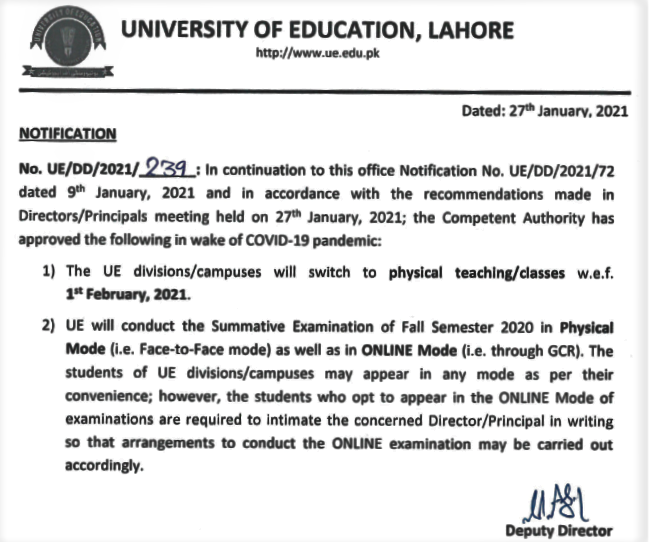 UNIVERSITY OF EDUCATION, LAHORE
http://www.ue.edu.pk
Dated: 27th January, 2021
NOTIFICATION
No. UE/DD/2021/ 239 : In continuation to this office Notification No. UE/DD/2021/72
dated 9th January, 2021 and in accordance with the recommendations made in
Directors/Principals meeting held on 27th January, 2021; the Competent Authority has
approved the following in wake of COVID-19 pandemic:
1) The UE divisions/campuses will switch to physical teaching/classes w.e.f.
1st February, 2021.
2) UE will conduct the Summative Examination of Fall Semester 2020 in Physical
Mode (i.e. Face-to-Face mode) as well as in ONLINE Mode (i.e. through GCR). The
students of UE divisions/campuses may appear in any mode as per their
convenience; however, the students who opt to appear in the ONLINE Mode of
examinations are required to intimate the concerned Director/Principal in writing
so that arrangements to conduct the ONLINE examination may be carried out
accordingly.
Deputy Director